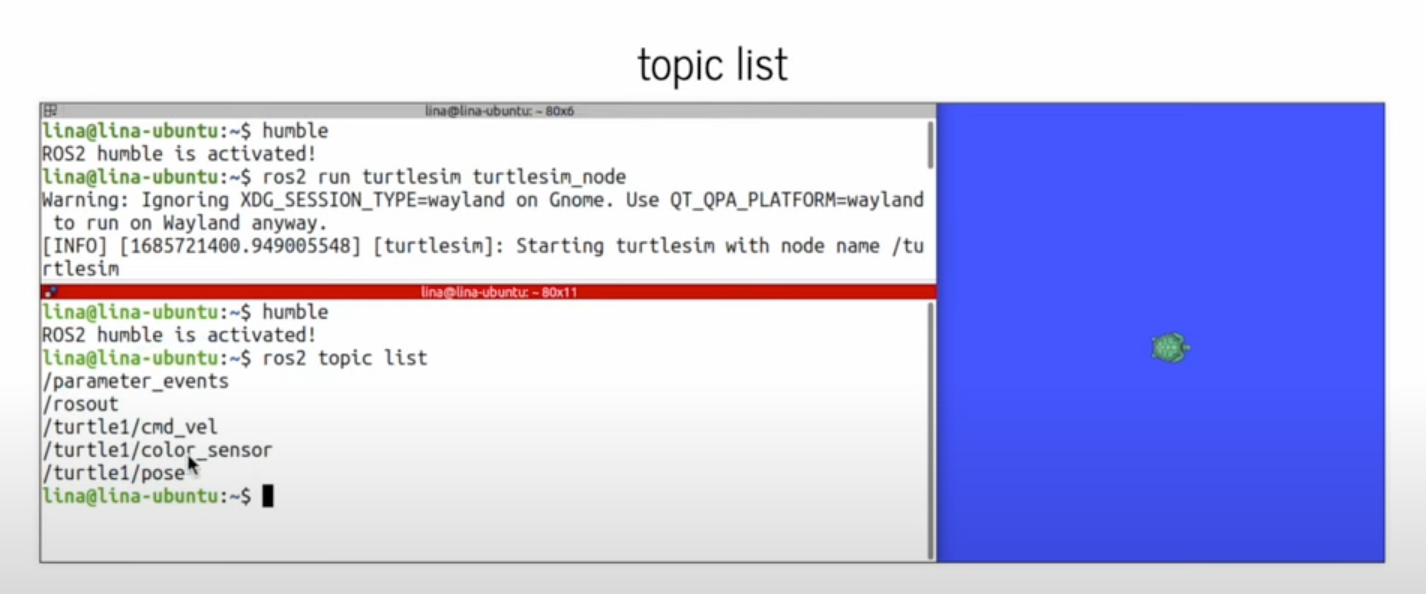 topic list
lina@lina-ubuntu: ~ 80x6
lina@lina-ubuntu:~$ humble
ROS2 humble is activated!
lina@lina-ubuntu:~$ ros2 run turtlesim turtlesim_node
Warning: Ignoring XDG_SESSION_TYPE=wayland on Gnome. Use QT_QPA_PLATFORM=wayland
 to run on Wayland anyway.
[INFO] [1685721400.949005548] [turtlesim]: Starting turtlesim with node name /tu
rtlesim
lina@lina-ubuntu: ~ 80x11
lina@lina-ubuntu:~$ humble
ROS2 humble is activated!
lina@lina-ubuntu:~$ ros2 topic list
/parameter_events
/rosout
/turtle1/cmd_vel
/turtle1/color_sensor
/turtle1/pose
lina@lina-ubuntu:~$